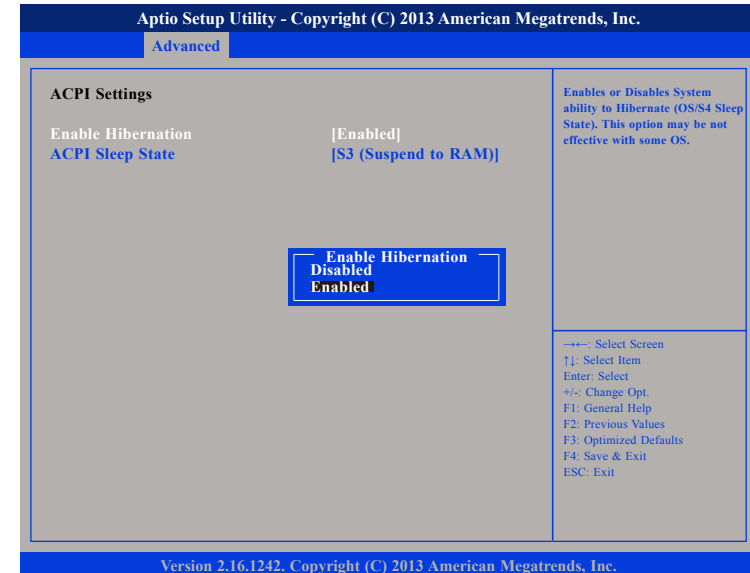 Aptio Setup Utility - Copyright (C) 2013 American Megatrends, Inc.
Advanced
ACPI Settings
Enable Hibernation [Enabled]
ACPI Sleep State [S3 (Suspend to RAM)]
Enable Hibernation
Disabled
Enabled
Enables or Disables System
ability to Hibernate (OS/S4 Sleep
State). This option may be not
effective with some OS.
→←: Select Screen
↑↓: Select Item
Enter: Select
+/-: Change Opt.
F1: General Help
F2: Previous Values
F3: Optimized Defaults
F4: Save & Exit
ESC: Exit
Version 2.16.1242. Copyright (C) 2013 American Megatrends, Inc.